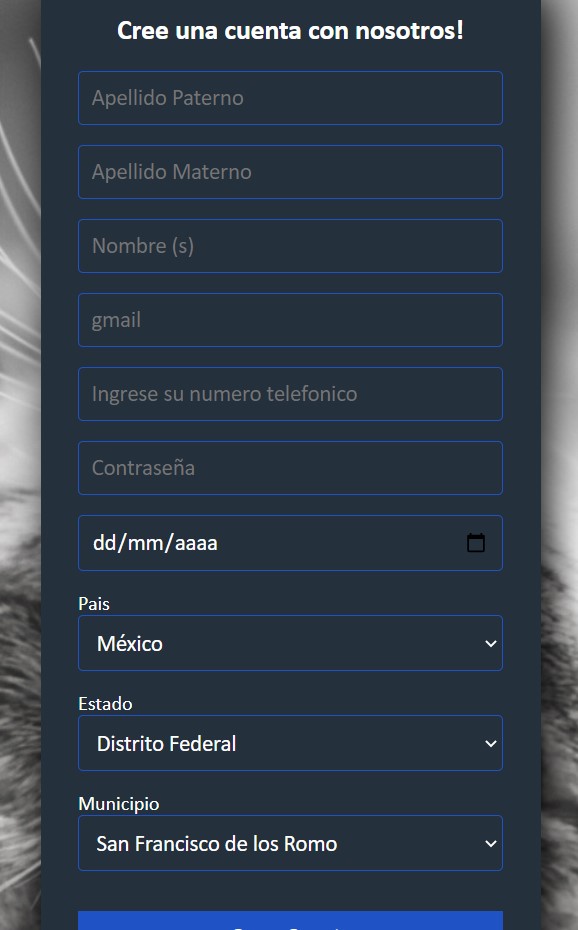 Cree una cuenta con nosotros!
Apellido Paterno
Apellido Materno
Nombre (s)
gmail
Ingrese su numero telefonico
Contraseña
dd/mm/aaaa
Pais
México
Estado
Distrito Federal
Municipio
San Francisco de los Romo